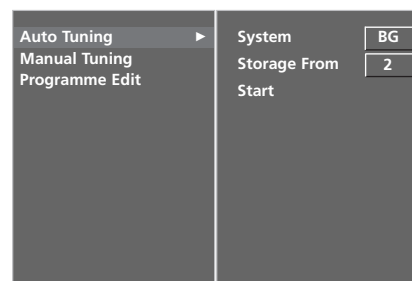 Auto Tuning ►
Manual Tuning
Programme Edit
System BG
Storage From 2
Start